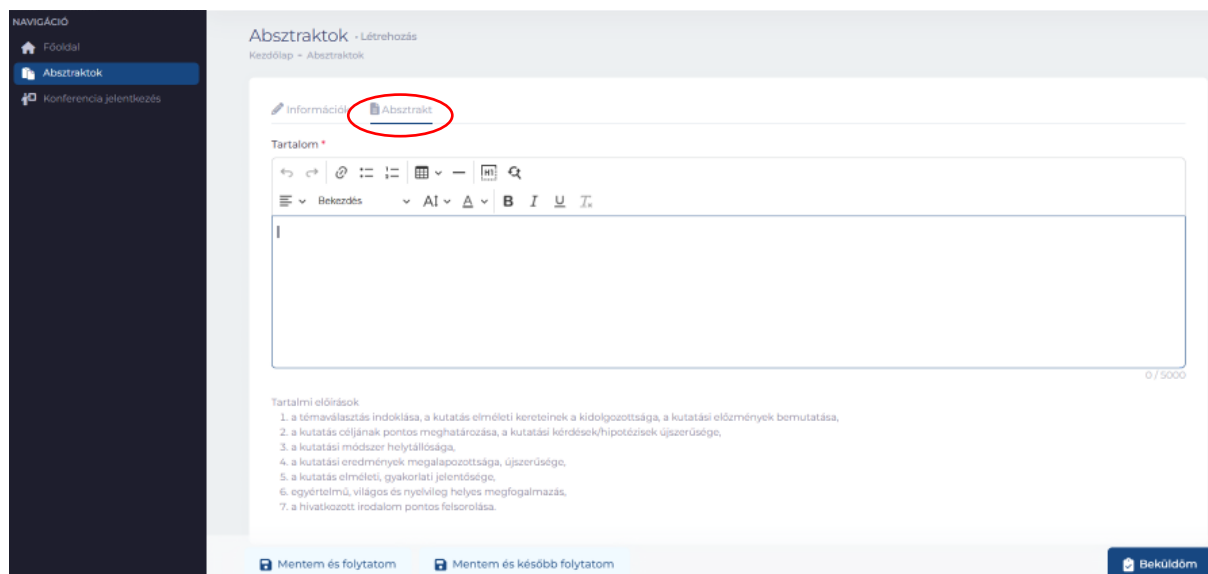 NAVIGÁCIÓ
Főoldal
Absztraktok
Konferencia jelentkezés
Absztraktok - Létrehozás
Kezdőlap - Absztraktok
Információk Absztrakt
Tartalom *
H1
Bekezdés AI A B I U Tx
0 / 5000
Tartalmi előírások
1. a témaválasztás indoklása, a kutatás elméleti kereteinek a kidolgozottsága, a kutatási előzmények bemutatása,
2. a kutatás céljának pontos meghatározása, a kutatási kérdések/hipotézisek újszerűsége,
3. a kutatási módszer helytállósága,
4. a kutatási eredmények megalapozottsága, újszerűsége,
5. a kutatás elméleti, gyakorlati jelentősége,
6. egyértelmű, világos és nyelvileg helyes megfogalmazás,
7. a hivatkozott irodalom pontos felsorolása.
Mentem és folytatom Mentem és később folytatom Beküldöm